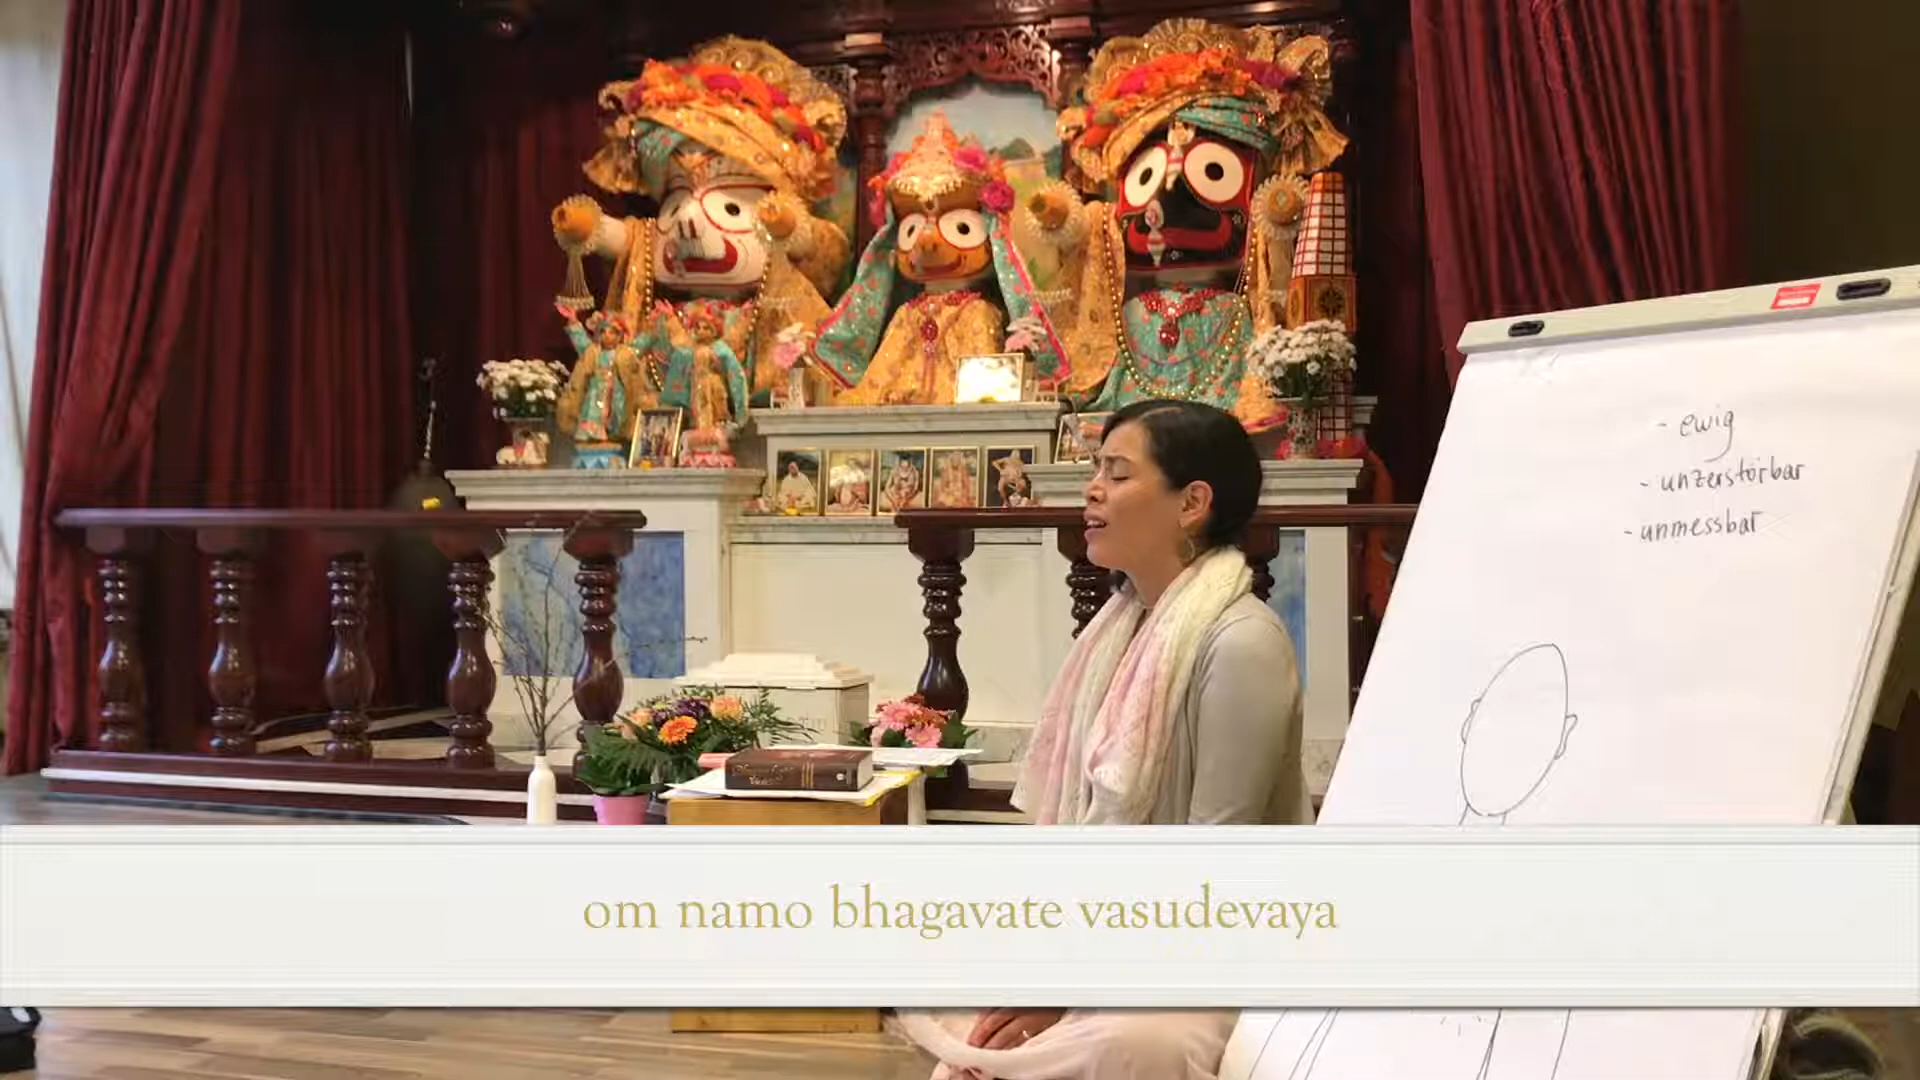 - ewig
- unzerstörbar
- unmessbar
om namo bhagavate vasudevaya